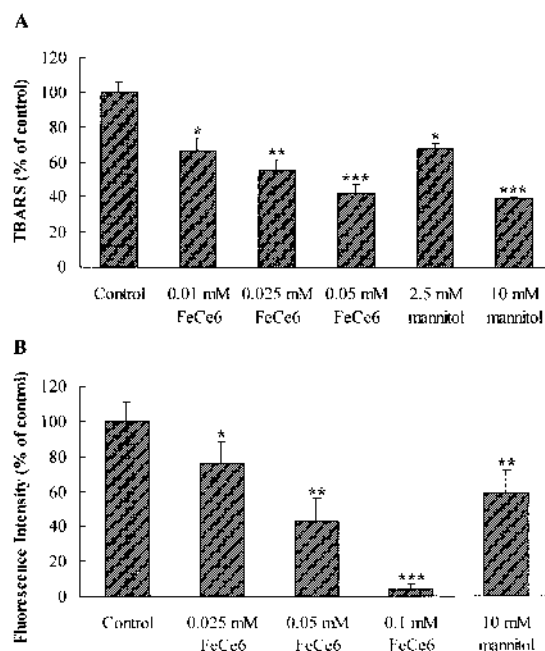 A
TBARS (% of control)
120
100
80
60
40
20
0
*
**
***
*
***
Control 0.01 mM 0.025 mM 0.05 mM 2.5 mM 10 mM
FeCe6 FeCe6 FeCe6 mannitol mannitol
B
Fluorescence Intensity (% of control)
120
100
80
60
40
20
0
*
**
***
**
Control 0.025 mM 0.05 mM 0.1 mM 10 mM
FeCe6 FeCe6 FeCe6 mannitol